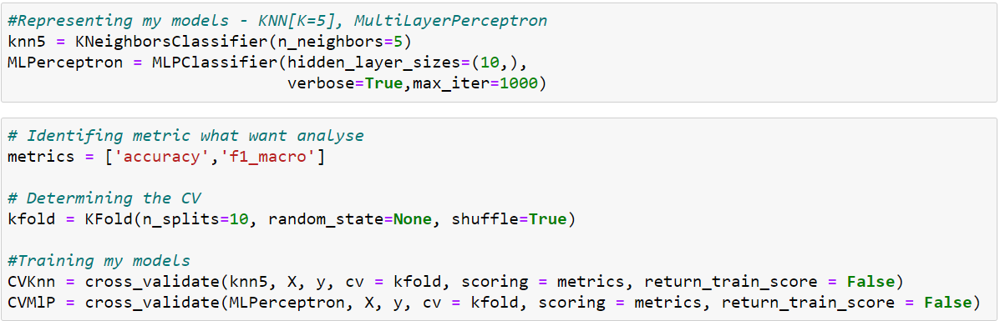 #Representing my models - KNN[K=5], MultiLayerPerceptron
knn5 = KNeighborsClassifier(n_neighbors=5)
MLPerceptron = MLPClassifier(hidden_layer_sizes=(10,),
verbose=True,max_iter=1000)
# Identifing metric what want analyse
metrics = ['accuracy','f1_macro']
# Determining the CV
kfold = KFold(n_splits=10, random_state=None, shuffle=True)
#Training my models
CVKnn = cross_validate(knn5, X, y, cv = kfold, scoring = metrics, return_train_score = False)
CVMlP = cross_validate(MLPerceptron, X, y, cv = kfold, scoring = metrics, return_train_score = False)